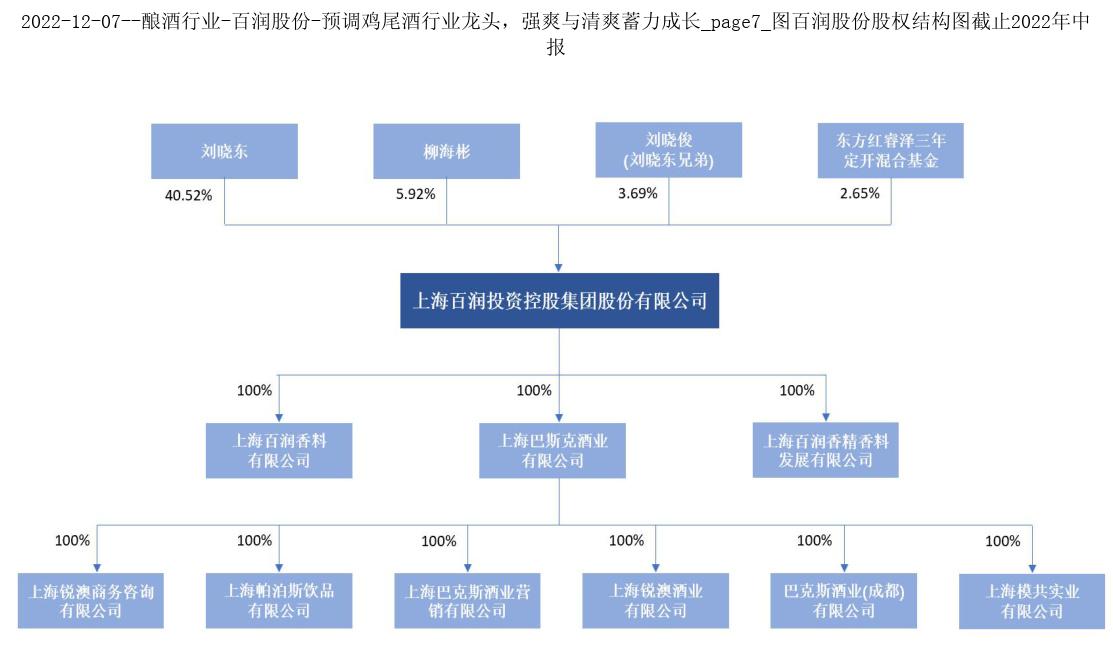 2022-12-07--酿酒行业-百润股份-预调鸡尾酒行业龙头，强爽与清爽蓄力成长_page7_图百润股份股权结构图截止2022年中
报
刘晓东
柳海彬
刘晓俊
(刘晓东兄弟)
东方红睿泽三年
定开混合基金
40.52%
5.92%
3.69%
2.65%
上海百润投资控股集团股份有限公司
100%
100%
100%
上海百润香料
有限公司
上海巴斯克酒业
有限公司
上海百润香精香料
发展有限公司
100%
100%
100%
100%
100%
100%
上海锐澳商务咨询
有限公司
上海帕泊斯饮品
有限公司
上海巴克斯酒业营
销有限公司
上海锐澳酒业
有限公司
巴克斯酒业(成都)
有限公司
上海模共实业
有限公司